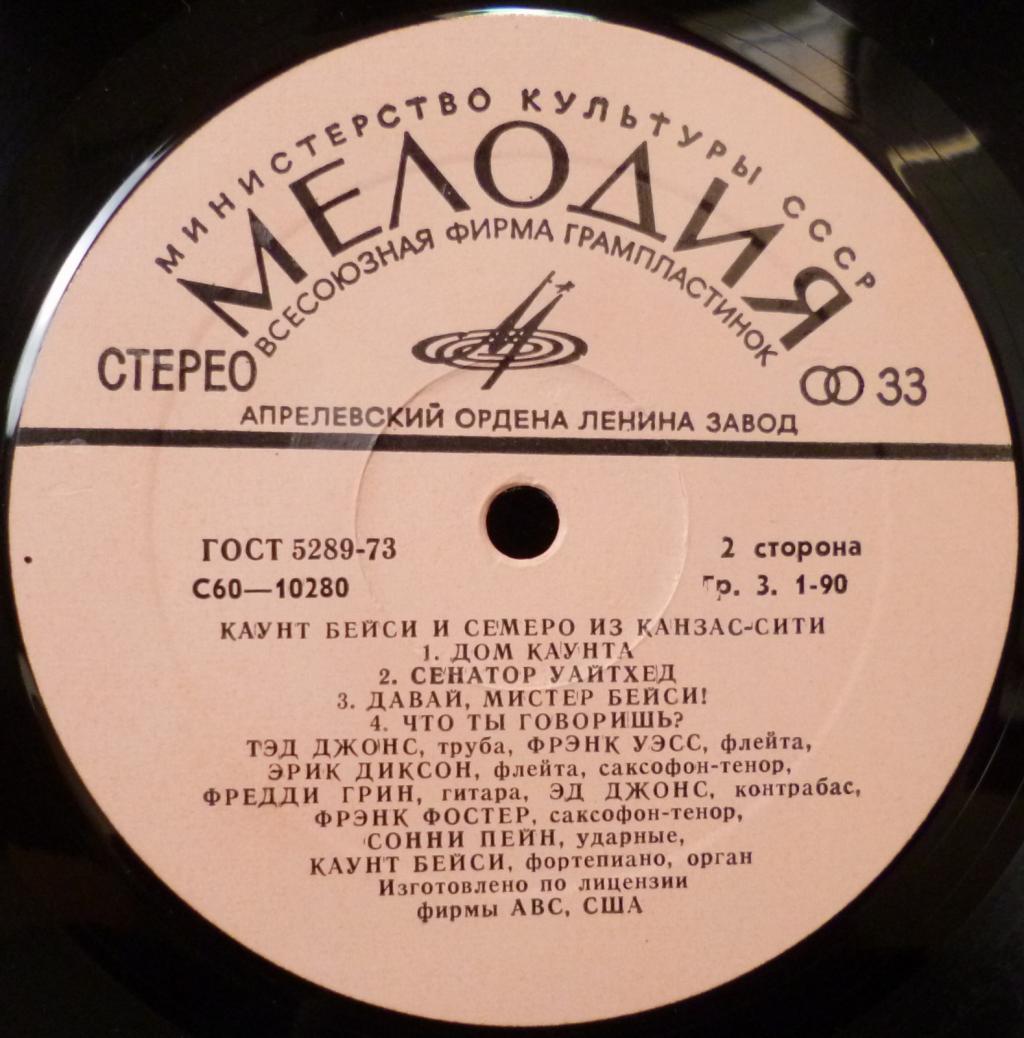 МИНИСТЕРСТВО КУЛЬТУРЫ СССР
МЕЛОДИЯ
ВСЕСОЮЗНАЯ ФИРМА ГРАМПЛАСТИНОК
СТЕРЕО
33
АПРЕЛЕВСКИЙ ОРДЕНА ЛЕНИНА ЗАВОД
ГОСТ 5289-73
2 сторона
С60—10280
Гр. 3. 1-90
КАУНТ БЕЙСИ И СЕМЕРО ИЗ КАНЗАС-СИТИ
1. ДОМ КАУНТА
2. СЕНАТОР УАЙТХЕД
3. ДАВАЙ, МИСТЕР БЕЙСИ!
4. ЧТО ТЫ ГОВОРИШЬ?
ТЭД ДЖОНС, труба, ФРЭНК УЭСС, флейта,
ЭРИК ДИКСОН, флейта, саксофон-тенор,
ФРЕДДИ ГРИН, гитара, ЭД ДЖОНС, контрабас,
ФРЭНК ФОСТЕР, саксофон-тенор,
СОННИ ПЕЙН, ударные,
КАУНТ БЕЙСИ, фортепиано, орган
Изготовлено по лицензии
фирмы АВС, США